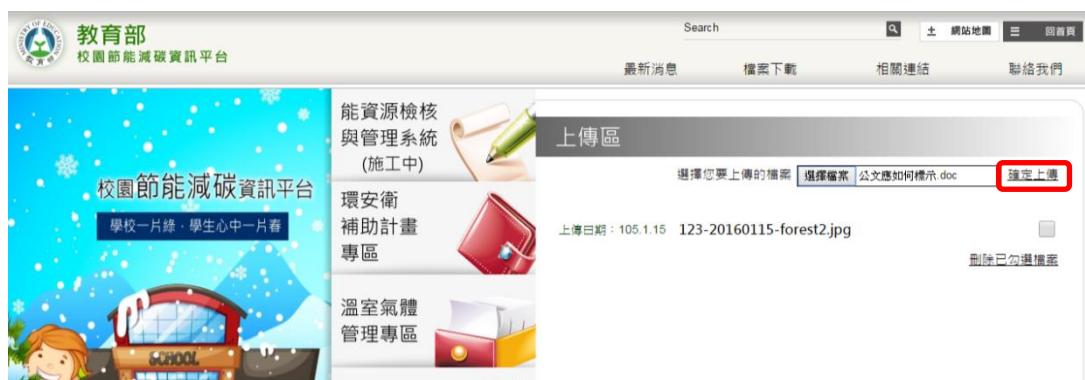 MINISTRY OF EDUCATION
教育部
校園節能減碳資訊平台
Search
網站地圖
回首頁
最新消息
檔案下載
相關連結
聯絡我們
校園節能減碳資訊平台
學校一片綠．學生心中一片春
SCHOOL
能資源檢核
與管理系統
(施工中)
環安衛
補助計畫
專區
溫室氣體
管理專區
上傳區
選擇您要上傳的檔案 選擇檔案 公文應如何標示.doc 確定上傳
上傳日期：105.1.15 123-20160115-forest2.jpg
刪除已勾選檔案